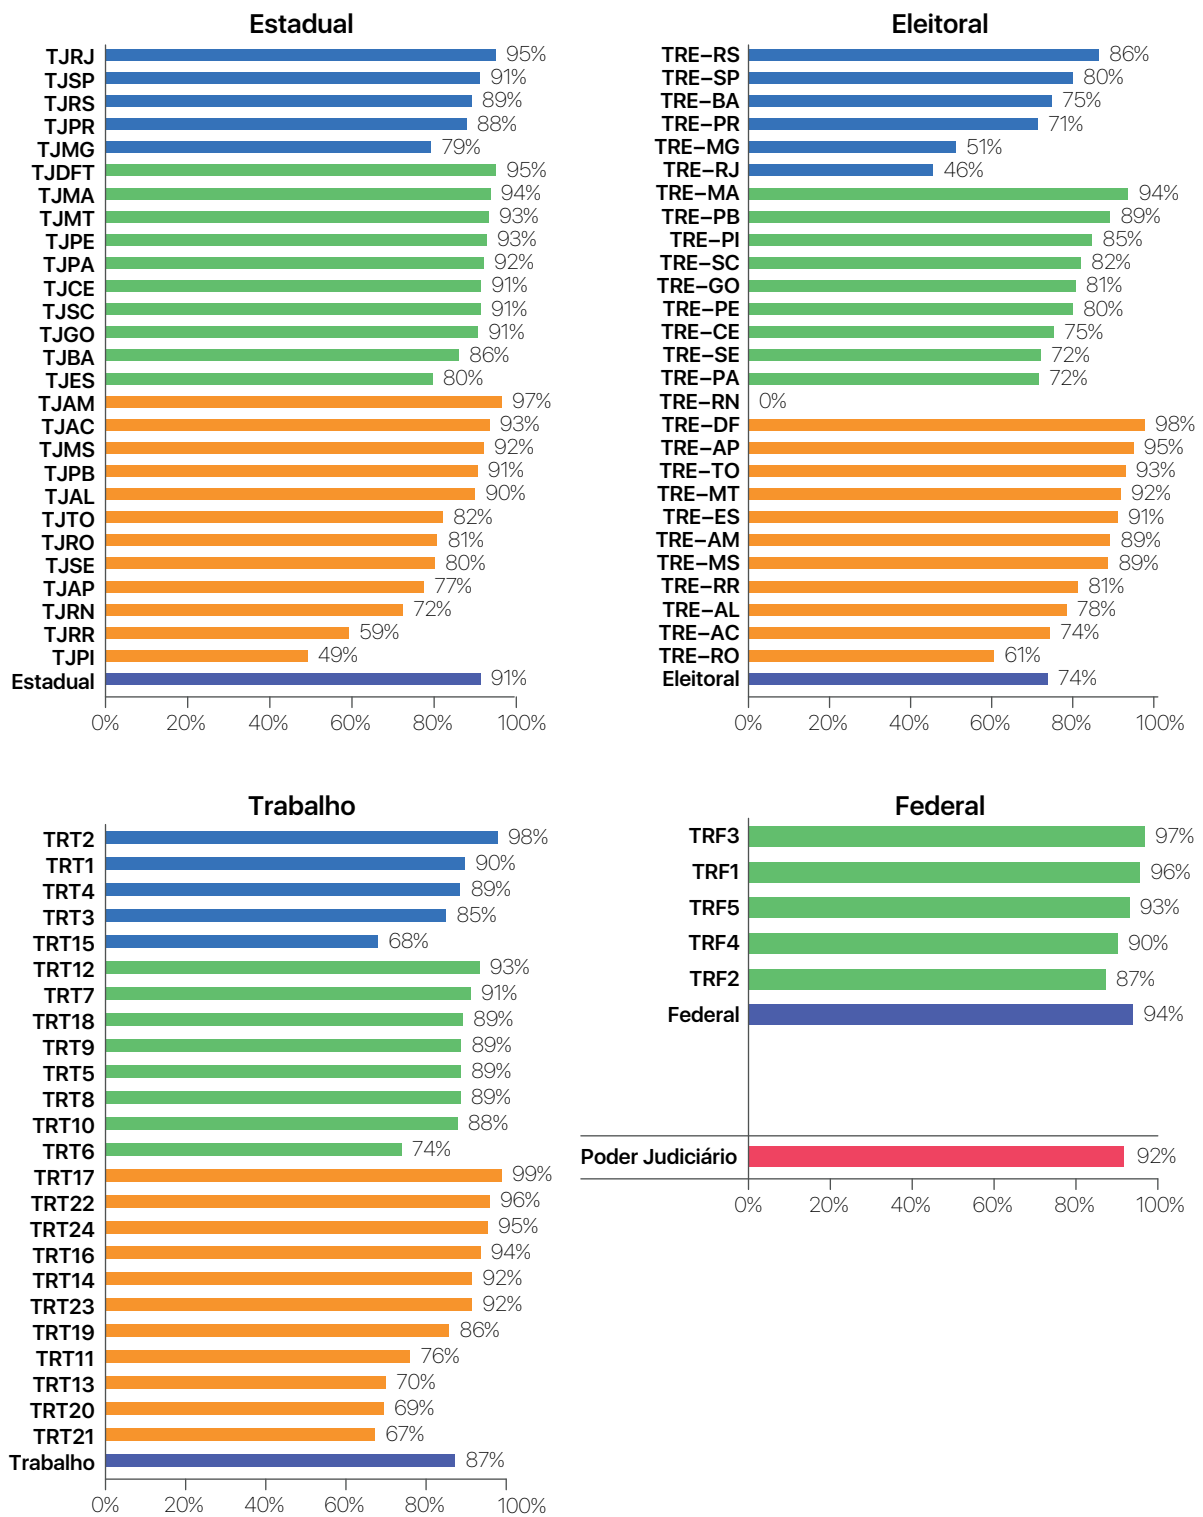 Estadual
TJRJ 95%
TJSP 91%
TJRS 89%
TJPR 88%
TJMG 79%
TJDFT 95%
TJMA 94%
TJMT 93%
TJPE 93%
TJPA 92%
TJCE 91%
TJSC 91%
TJGO 91%
TJBA 86%
TJES 80%
TJAM 97%
TJAC 93%
TJMS 92%
TJPB 91%
TJAL 90%
TJTO 82%
TJRO 81%
TJSE 80%
TJAP 77%
TJRN 72%
TJRR 59%
TJPI 49%
Estadual 91%
0% 20% 40% 60% 80% 100%
Eleitoral
TRE–RS 86%
TRE–SP 80%
TRE–BA 75%
TRE–PR 71%
TRE–MG 51%
TRE–RJ 46%
TRE–MA 94%
TRE–PB 89%
TRE–PI 85%
TRE–SC 82%
TRE–GO 81%
TRE–PE 80%
TRE–CE 75%
TRE–SE 72%
TRE–PA 72%
TRE–RN 0%
TRE–DF 98%
TRE–AP 95%
TRE–TO 93%
TRE–MT 92%
TRE–ES 91%
TRE–AM 89%
TRE–MS 89%
TRE–RR 81%
TRE–AL 78%
TRE–AC 74%
TRE–RO 61%
Eleitoral 74%
0% 20% 40% 60% 80% 100%
Trabalho
TRT2 98%
TRT1 90%
TRT4 89%
TRT3 85%
TRT15 68%
TRT12 93%
TRT7 91%
TRT18 89%
TRT9 89%
TRT5 89%
TRT8 89%
TRT10 88%
TRT6 74%
TRT17 99%
TRT22 96%
TRT24 95%
TRT16 94%
TRT14 92%
TRT23 92%
TRT19 86%
TRT11 76%
TRT13 70%
TRT20 69%
TRT21 67%
Trabalho 87%
0% 20% 40% 60% 80% 100%
Federal
TRF3 97%
TRF1 96%
TRF5 93%
TRF4 90%
TRF2 87%
Federal 94%
Poder Judiciário 92%
0% 20% 40% 60% 80% 100%